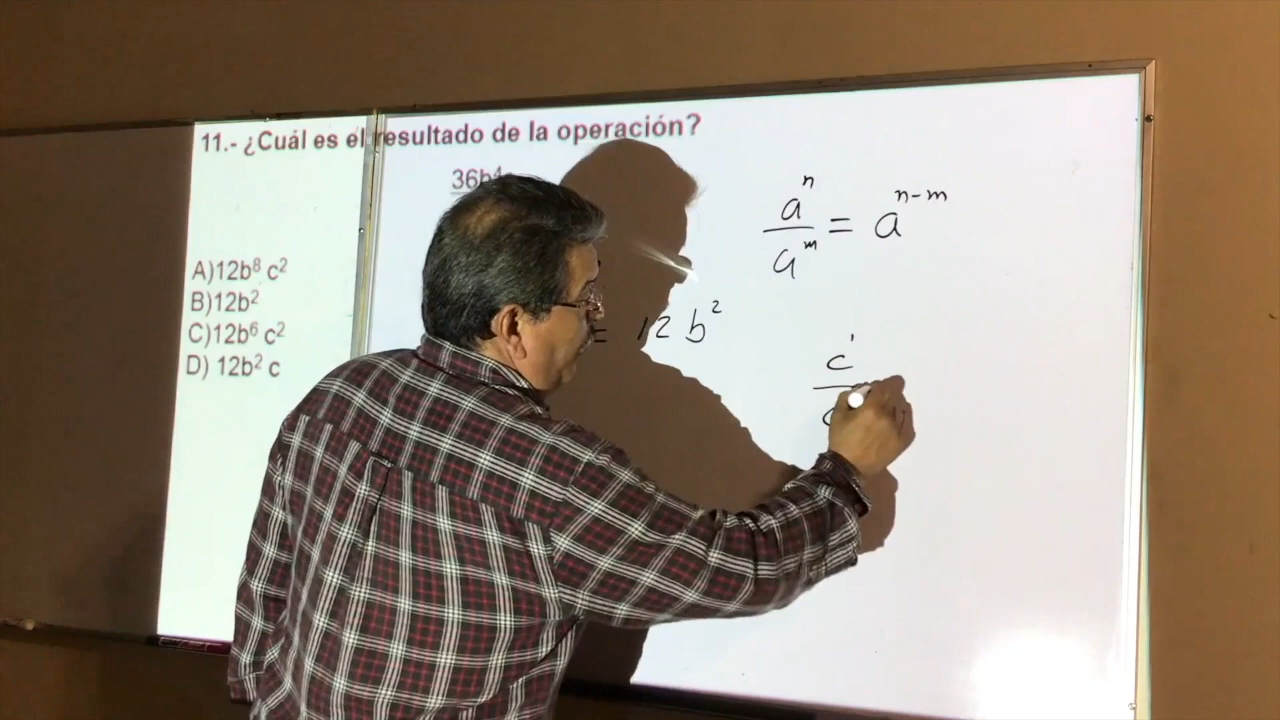 11.- ¿Cuál es el resultado de la operación?
36b⁴
A)12b⁸ c²
B)12b²
C)12b⁶ c²
D) 12b² c
aⁿ
— = aⁿ⁻ᵐ
aᵐ
= 12 b²
c¹